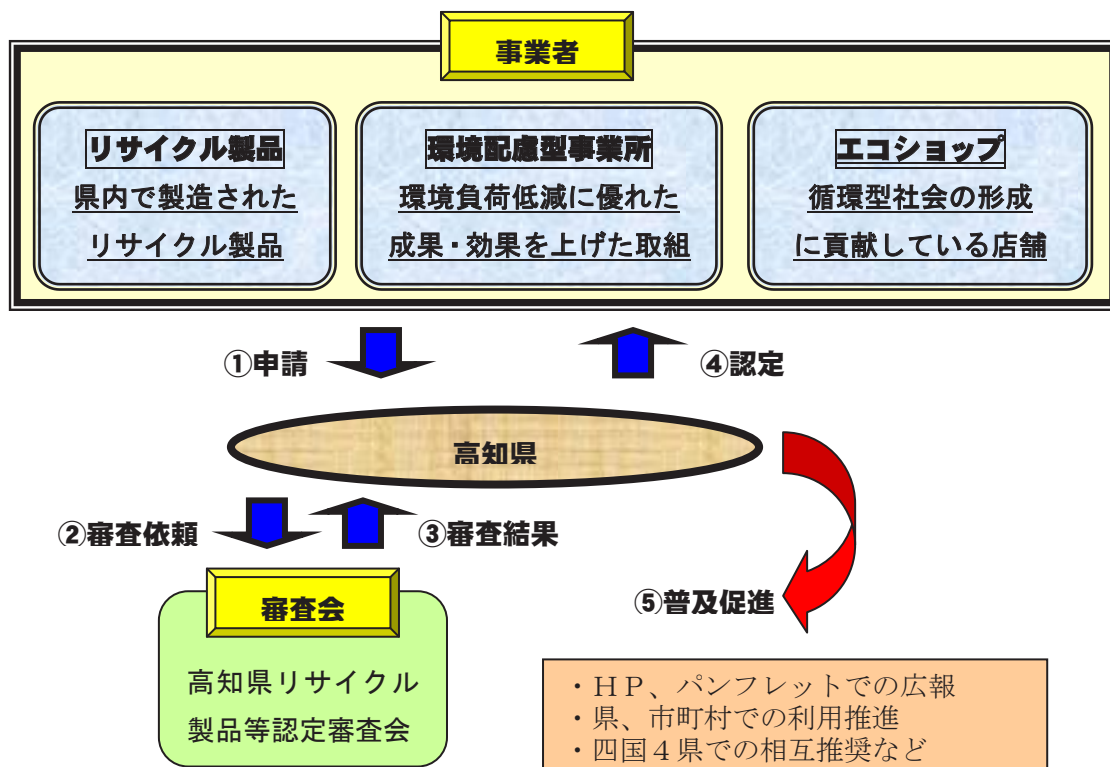 事業者
リサイクル製品
県内で製造された
リサイクル製品
環境配慮型事業所
環境負荷低減に優れた
成果・効果を上げた取組
エコショップ
循環型社会の形成
に貢献している店舗
①申請
④認定
高知県
②審査依頼
③審査結果
⑤普及促進
審査会
高知県リサイクル
製品等認定審査会
・ＨＰ、パンフレットでの広報
・県、市町村での利用推進
・四国４県での相互推奨など